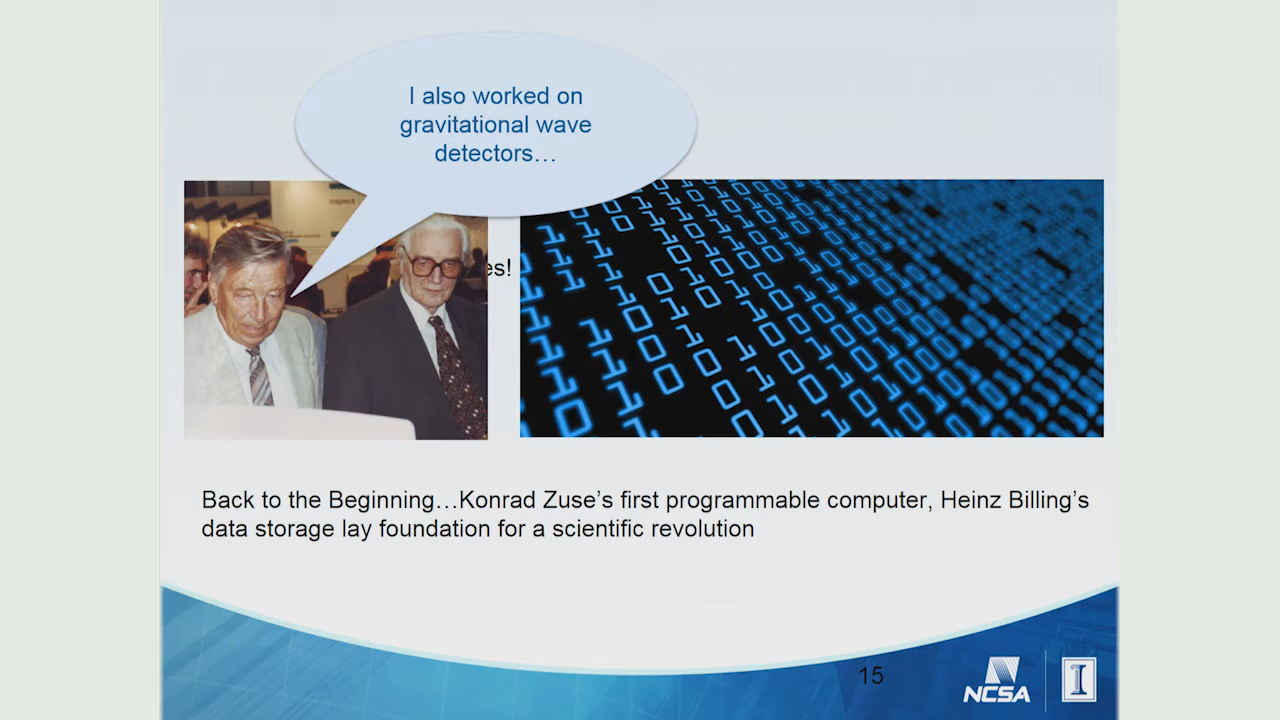 I also worked on
gravitational wave
detectors…
es!
Back to the Beginning…Konrad Zuse's first programmable computer, Heinz Billing's
data storage lay foundation for a scientific revolution
15
NCSA
I